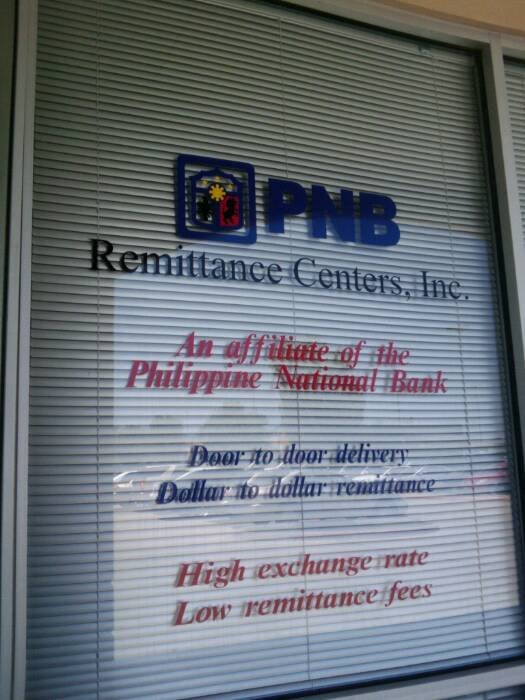 PNB
Remittance Centers, Inc.
An affiliate of the
Philippine National Bank
Door to door delivery
Dollar to dollar remittance
High exchange rate
Low remittance fees